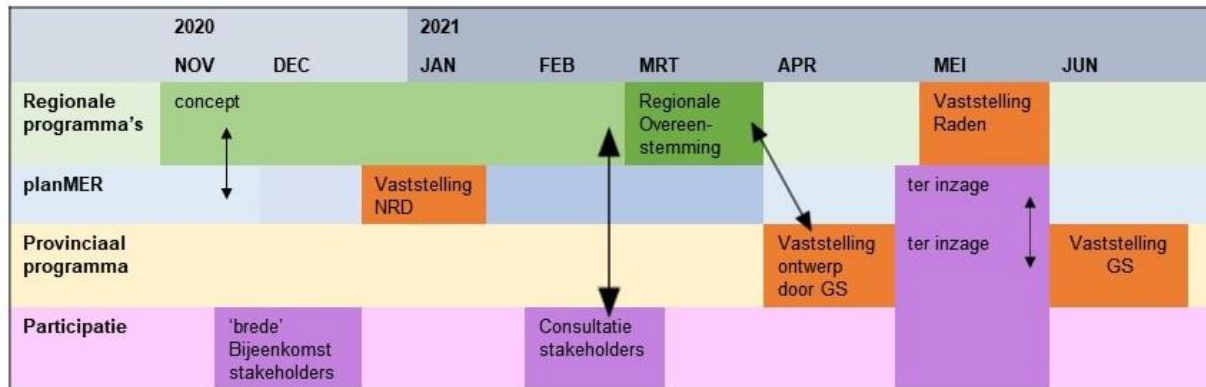 2020 2021
NOV DEC JAN FEB MRT APR MEI JUN
Regionale
programma's
concept
Regionale
Overeen-
stemming
Vaststelling
Raden
planMER
Vaststelling
NRD
ter inzage
Provinciaal
programma
Vaststelling
ontwerp
door GS
ter inzage
Vaststelling
GS
Participatie
'brede'
Bijeenkomst
stakeholders
Consultatie
stakeholders